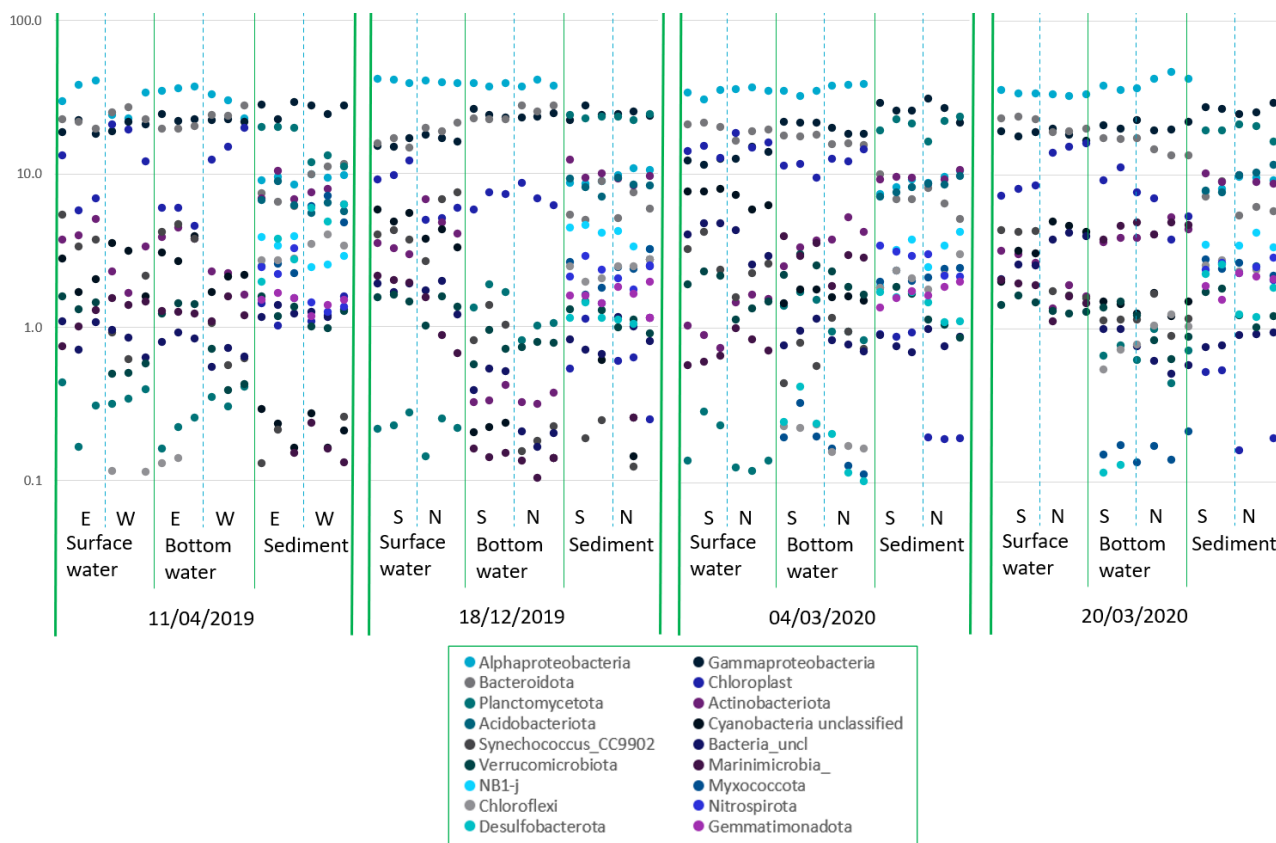 100.0
10.0
1.0
0.1
E W E W E W
Surface water Bottom water Sediment
11/04/2019
S N S N S N
Surface water Bottom water Sediment
18/12/2019
S N S N S N
Surface water Bottom water Sediment
04/03/2020
S N S N S N
Surface water Bottom water Sediment
20/03/2020
Alphaproteobacteria
Gammaproteobacteria
Bacteroidota
Chloroplast
Planctomycetota
Actinobacteriota
Acidobacteriota
Cyanobacteria unclassified
Synechococcus_CC9902
Bacteria_uncl
Verrucomicrobiota
Marinimicrobia_
NB1-j
Myxococcota
Chloroflexi
Nitrospirota
Desulfobacterota
Gemmatimonadota